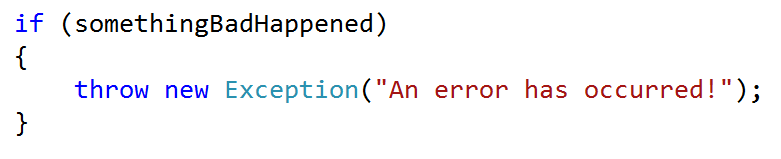 if (somethingBadHappened)
{
    throw new Exception("An error has occurred!");
}